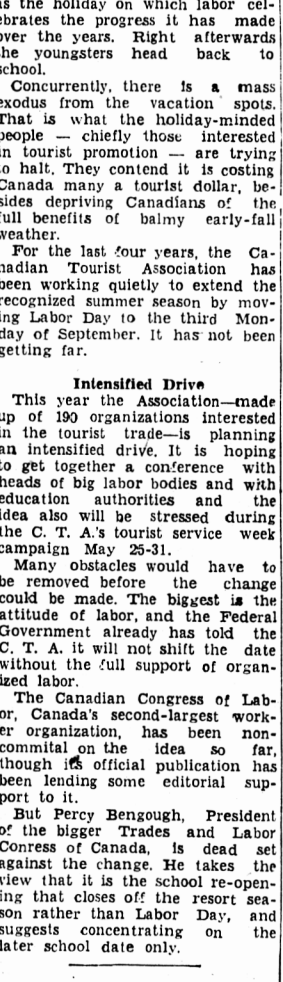 is the holiday on which labor cel-
ebrates the progress it has made
over the years. Right afterwards
the youngsters head back to
school.
Concurrently, there is a mass
exodus from the vacation spots.
That is what the holiday-minded
people — chiefly those interested
in tourist promotion — are trying
to halt. They contend it is costing
Canada many a tourist dollar, be-
sides depriving Canadians of the
full benefits of balmy early-fall
weather.
For the last four years, the Ca-
nadian Tourist Association has
been working quietly to extend the
recognized summer season by mov-
ing Labor Day to the third Mon-
day of September. It has not been
getting far.
Intensified Drive
This year the Association—made
up of 190 organizations interested
in the tourist trade—is planning
an intensified drive. It is hoping
to get together a conference with
heads of big labor bodies and with
education authorities and the
idea also will be stressed during
the C. T. A.'s tourist service week
campaign May 25-31.
Many obstacles would have to
be removed before the change
could be made. The biggest is the
attitude of labor, and the Federal
Government already has told the
C. T. A. it will not shift the date
without the full support of organ-
ized labor.
The Canadian Congress of Lab-
or, Canada's second-largest work-
er organization, has been non-
commital on the idea so far,
though its official publication has
been lending some editorial sup-
port to it.
But Percy Bengough, President
of the bigger Trades and Labor
Conress of Canada, is dead set
against the change. He takes the
view that it is the school re-open-
ing that closes off the resort sea-
son rather than Labor Day, and
suggests concentrating on the
later school date only.